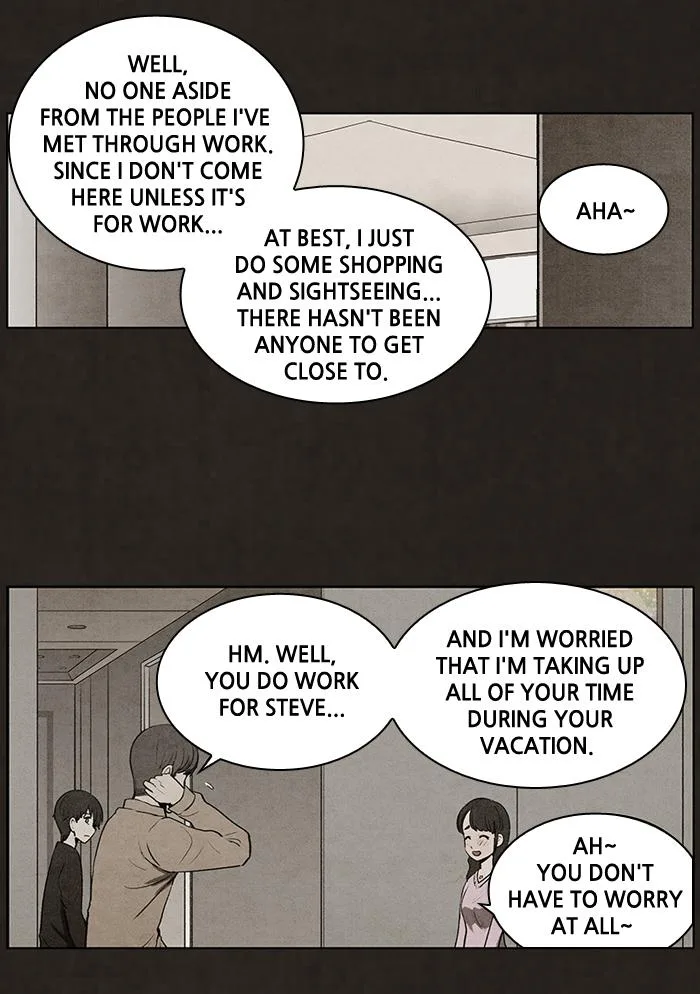 WELL,
NO ONE ASIDE
FROM THE PEOPLE I'VE
MET THROUGH WORK.
SINCE I DON'T COME
HERE UNLESS IT'S
FOR WORK...
AT BEST, I JUST
DO SOME SHOPPING
AND SIGHTSEEING...
THERE HASN'T BEEN
ANYONE TO GET
CLOSE TO.
AHA~
HM. WELL,
YOU DO WORK
FOR STEVE...
AND I'M WORRIED
THAT I'M TAKING UP
ALL OF YOUR TIME
DURING YOUR
VACATION.
AH~
YOU DON'T
HAVE TO WORRY
AT ALL~